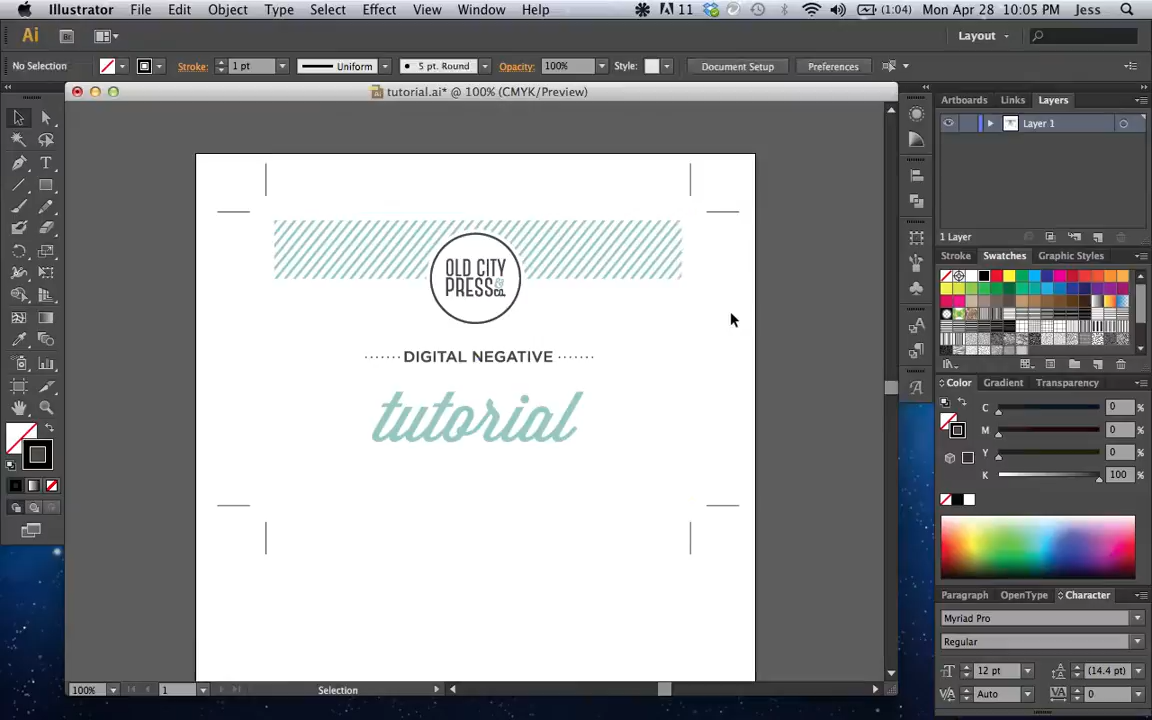 Illustrator File Edit Object Type Select Effect View Window Help 11 (1:04) Mon Apr 28 10:05 PM Jess
Ai Br Layout
No Selection Stroke: 1 pt Uniform 5 pt. Round Opacity: 100% Style: Document Setup Preferences
tutorial.ai* @ 100% (CMYK/Preview)
Artboards Links Layers
Layer 1
1 Layer
Stroke Swatches Graphic Styles
OLD CITY
PRESS & CO.
DIGITAL NEGATIVE
tutorial
Color Gradient Transparency
C 0 %
M 0 %
Y 0 %
K 100 %
Paragraph OpenType Character
Myriad Pro
Regular
12 pt (14.4 pt)
Auto 0
100% 1 Selection